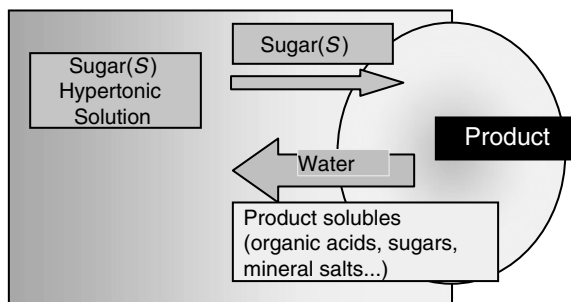 Sugar(S)
Sugar(S)
Hypertonic
Solution
Product
Water
Product solubles
(organic acids, sugars,
mineral salts...)